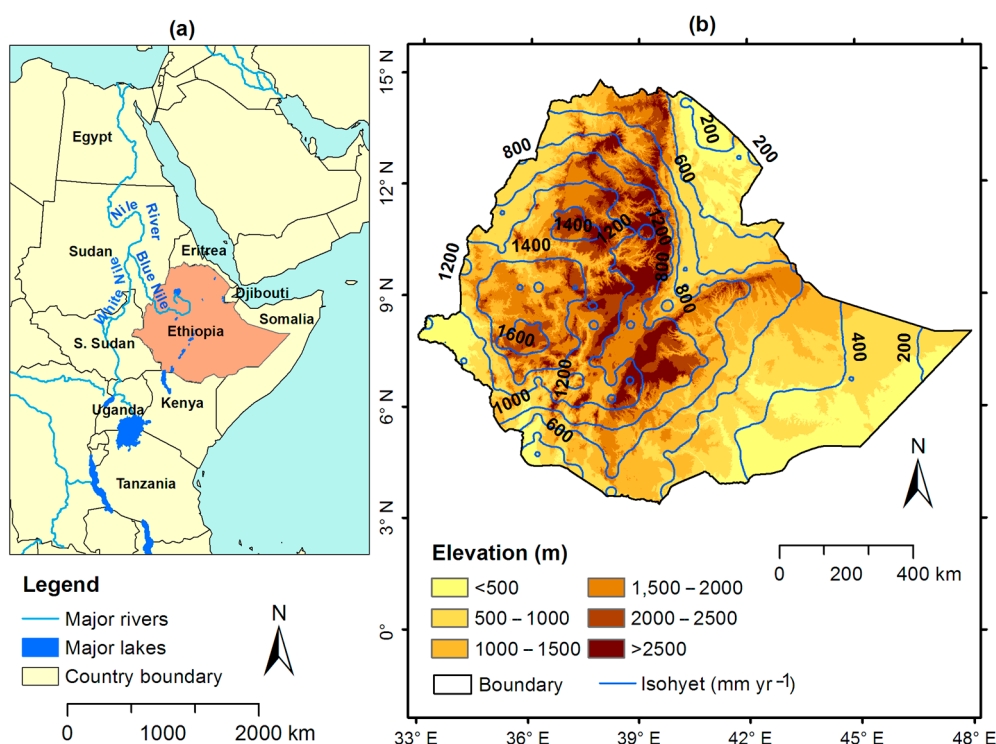 (a)
Egypt
Nile
River
Sudan
Eritrea
Blue Nile
White Nile
Djibouti
Somalia
Ethiopia
S. Sudan
Kenya
Uganda
Tanzania
Legend
Major rivers
Major lakes
Country boundary
N
0 1000 2000 km
(b)
15° N
12° N
9° N
6° N
3° N
0°
800
200
200
600
1400
1200
1200
1400
1200
800
1600
400
200
1200
1000
600
N
Elevation (m)
<500
1,500 – 2000
500 – 1000
2000 – 2500
1000 – 1500
>2500
Boundary
Isohyet (mm yr⁻¹)
0 200 400 km
33° E 36° E 39° E 42° E 45° E 48° E